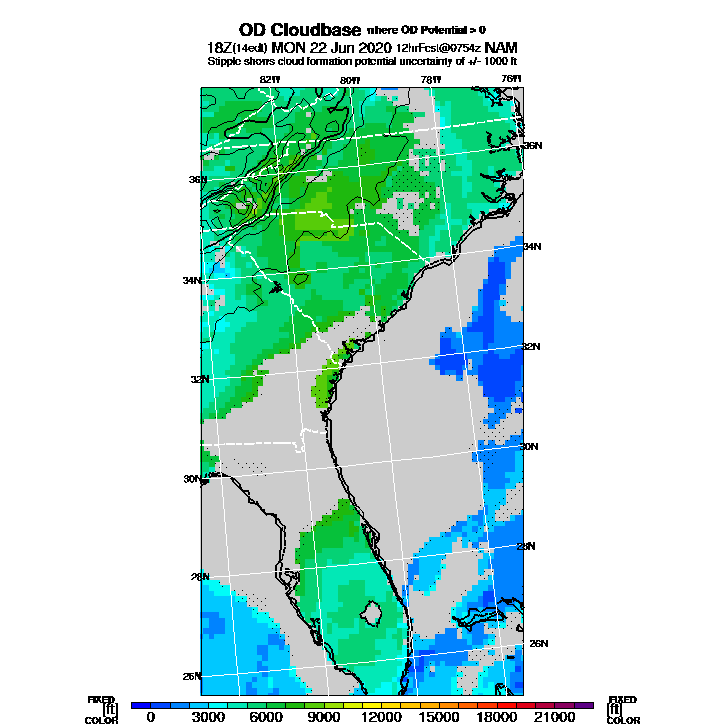 OD Cloudbase where OD Potential > 0
18Z(14edt) MON 22 Jun 2020 12hrFcst@0754z NAM
Stipple shows cloud formation potential uncertainty of +/- 1000 ft
82W 80W 78W 76W
36N
36N
34N
34N
32N
32N
30N
30N
28N
28N
26N
26N
FIXED FIXED
[ft] [ft]
COLOR COLOR
0 3000 6000 9000 12000 15000 18000 21000